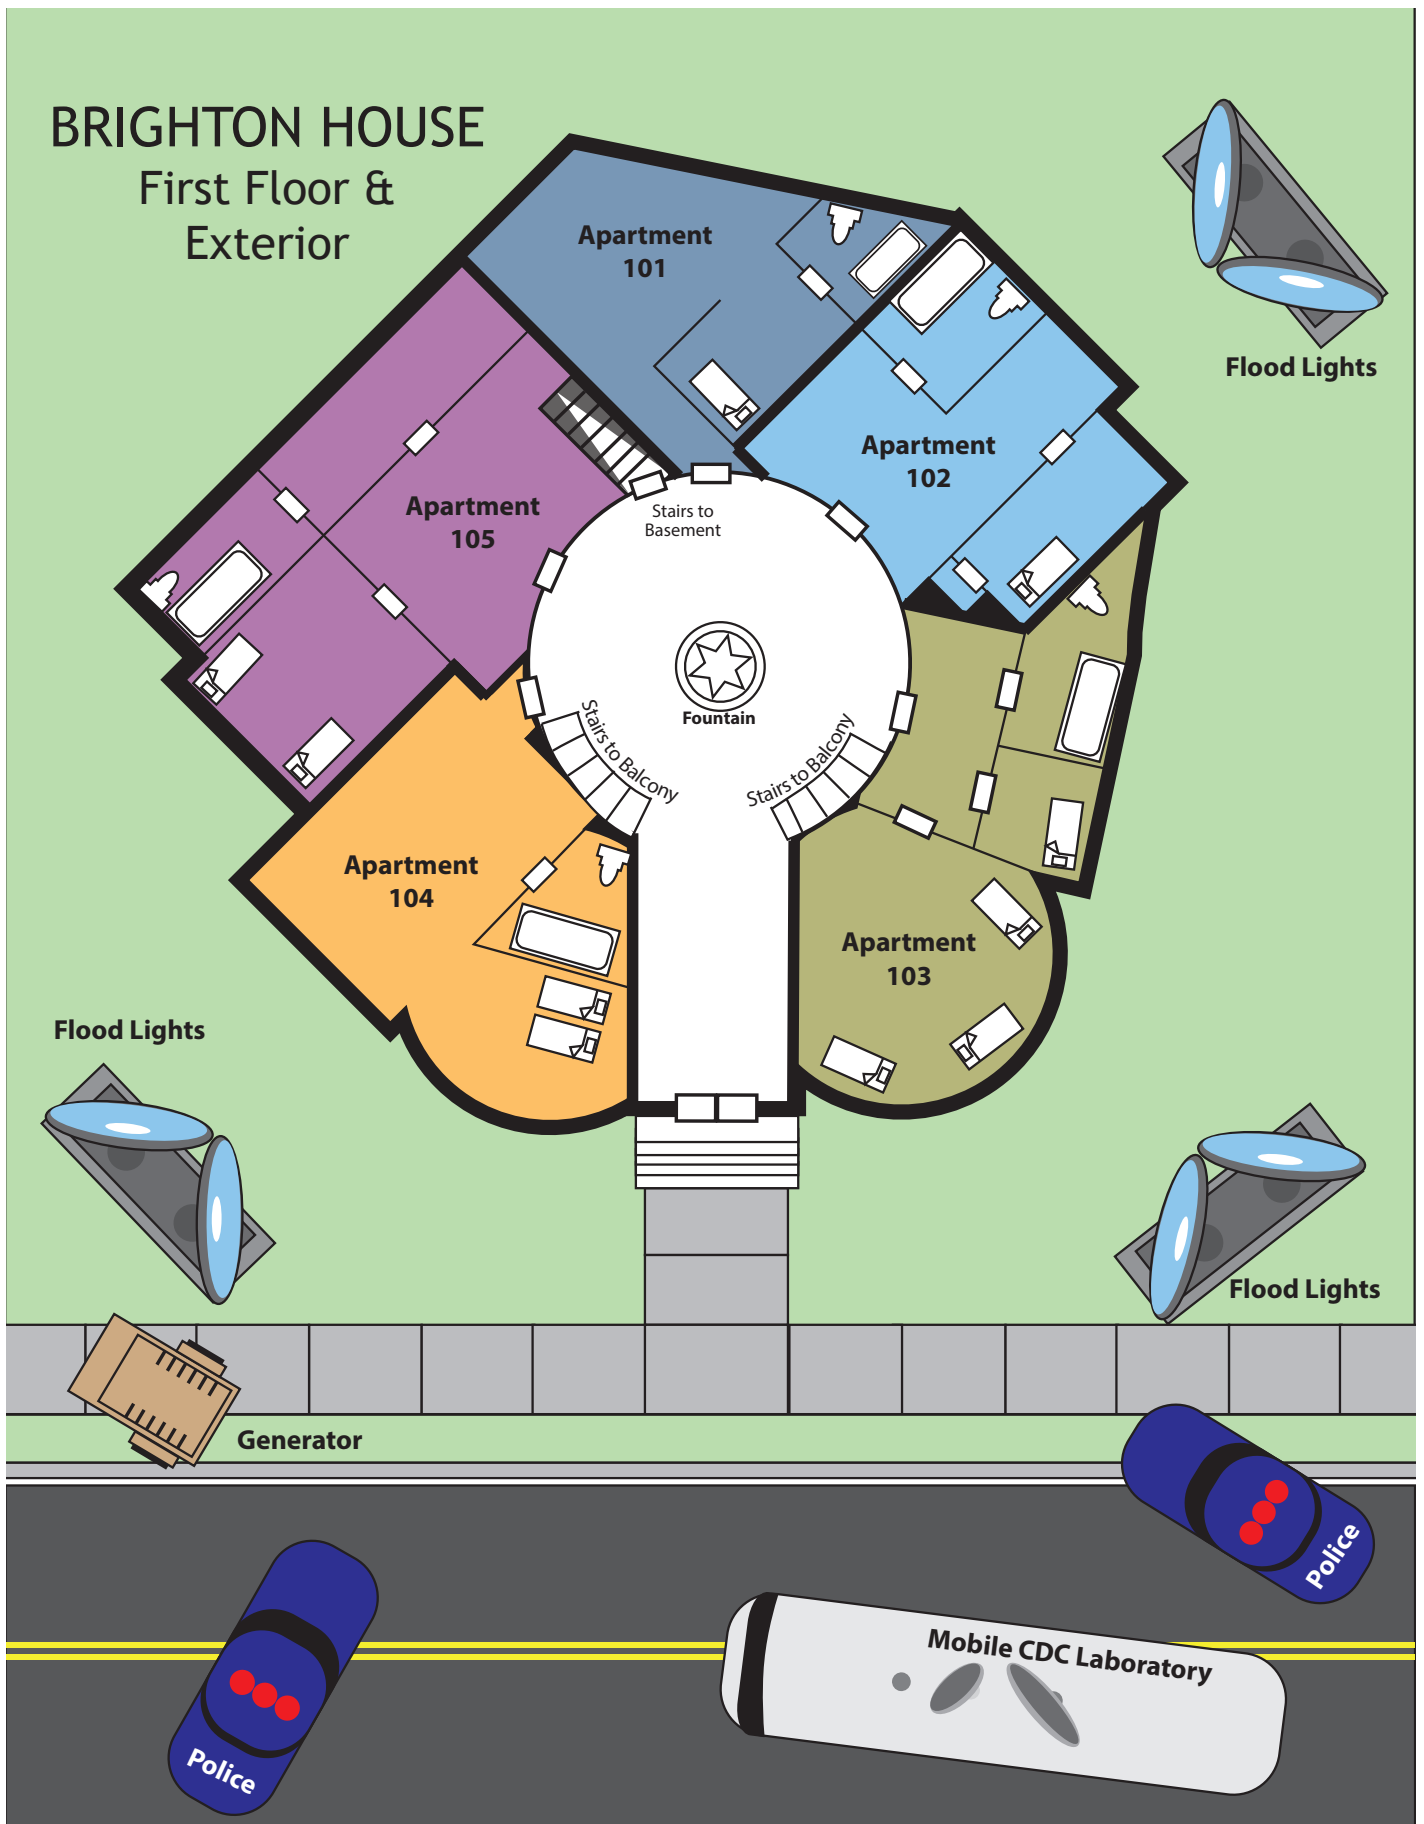 BRIGHTON HOUSE
First Floor &
Exterior
Apartment
101
Flood Lights
Apartment
102
Apartment
105
Stairs to
Basement
Fountain
Stairs to Balcony
Stairs to Balcony
Apartment
104
Apartment
103
Flood Lights
Flood Lights
Generator
Police
Mobile CDC Laboratory
Police